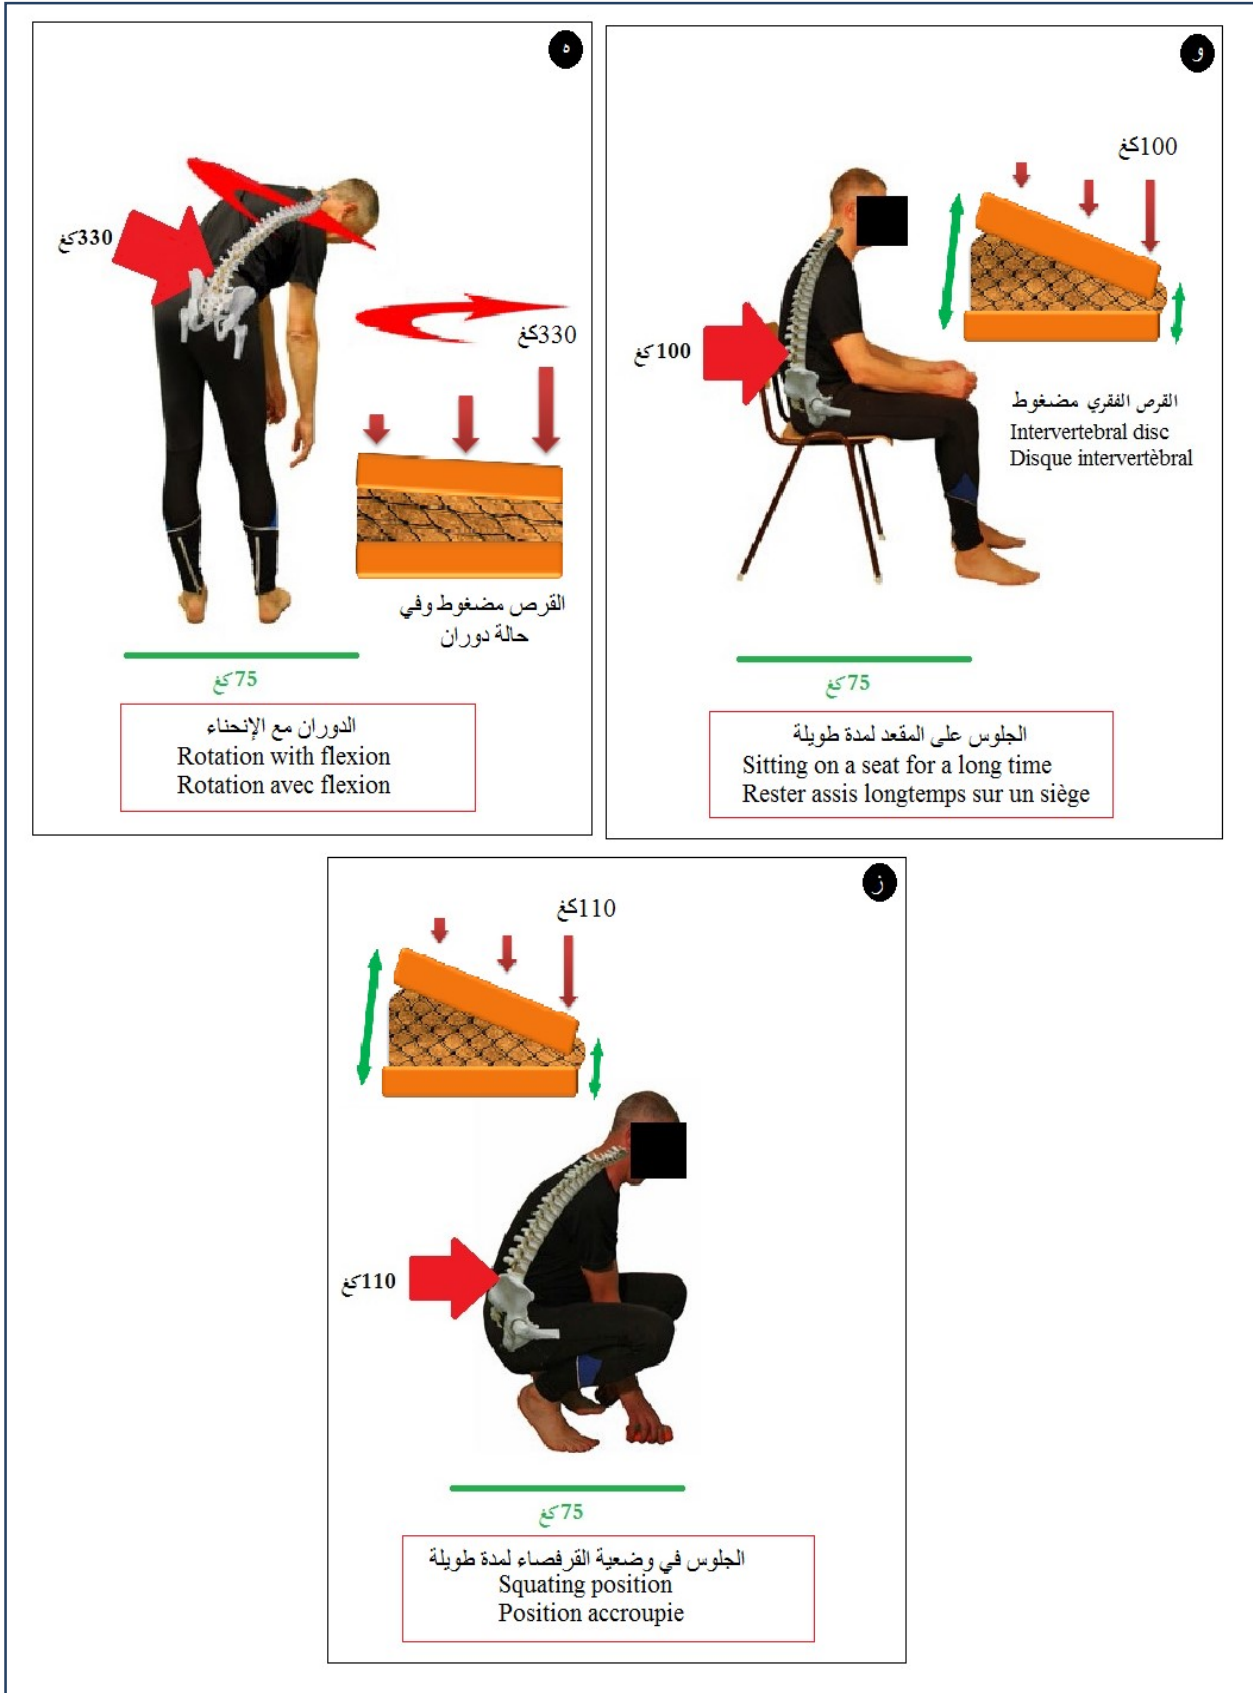 ه
330كغ
330كغ
القرص مضغوط وفي
حالة دوران
75كغ
الدوران مع الإنحناء
Rotation with flexion
Rotation avec flexion
و
100كغ
100كغ
القرص الفقري مضغوط
Intervertebral disc
Disque intervertèbral
75كغ
الجلوس على المقعد لمدة طويلة
Sitting on a seat for a long time
Rester assis longtemps sur un siège
ز
110كغ
110كغ
75كغ
الجلوس في وضعية القرفصاء لمدة طويلة
Squating position
Position accroupie